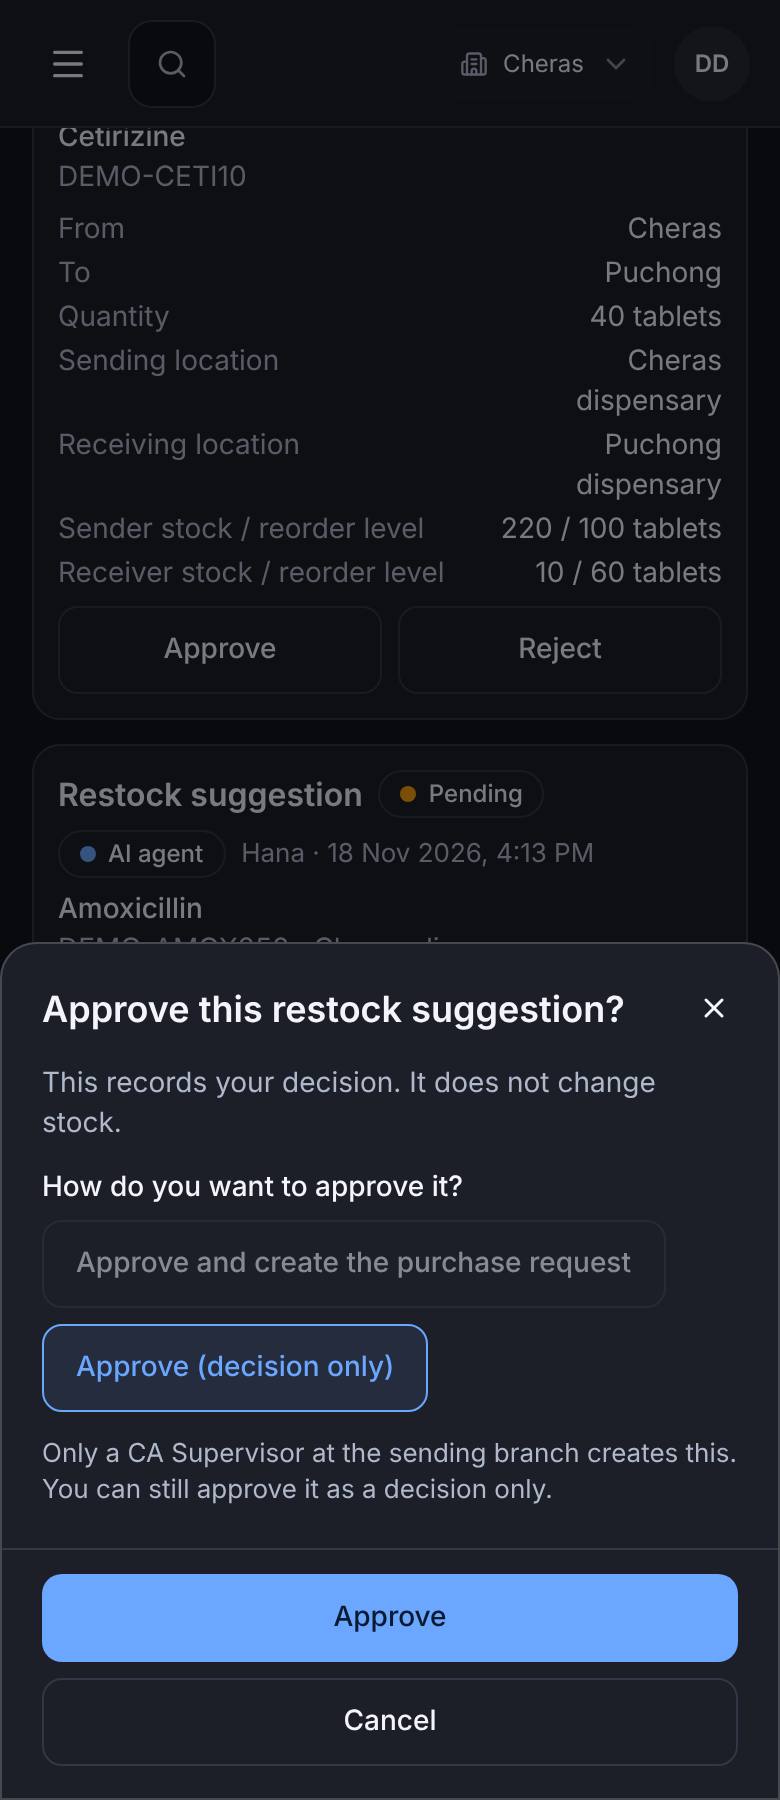 Cheras
DD
Cetirizine
DEMO-CETI10
From Cheras
To Puchong
Quantity 40 tablets
Sending location Cheras
dispensary
Receiving location Puchong
dispensary
Sender stock / reorder level 220 / 100 tablets
Receiver stock / reorder level 10 / 60 tablets
Approve Reject
Restock suggestion Pending
AI agent Hana · 18 Nov 2026, 4:13 PM
Amoxicillin
Approve this restock suggestion?
This records your decision. It does not change
stock.
How do you want to approve it?
Approve and create the purchase request
Approve (decision only)
Only a CA Supervisor at the sending branch creates this.
You can still approve it as a decision only.
Approve
Cancel